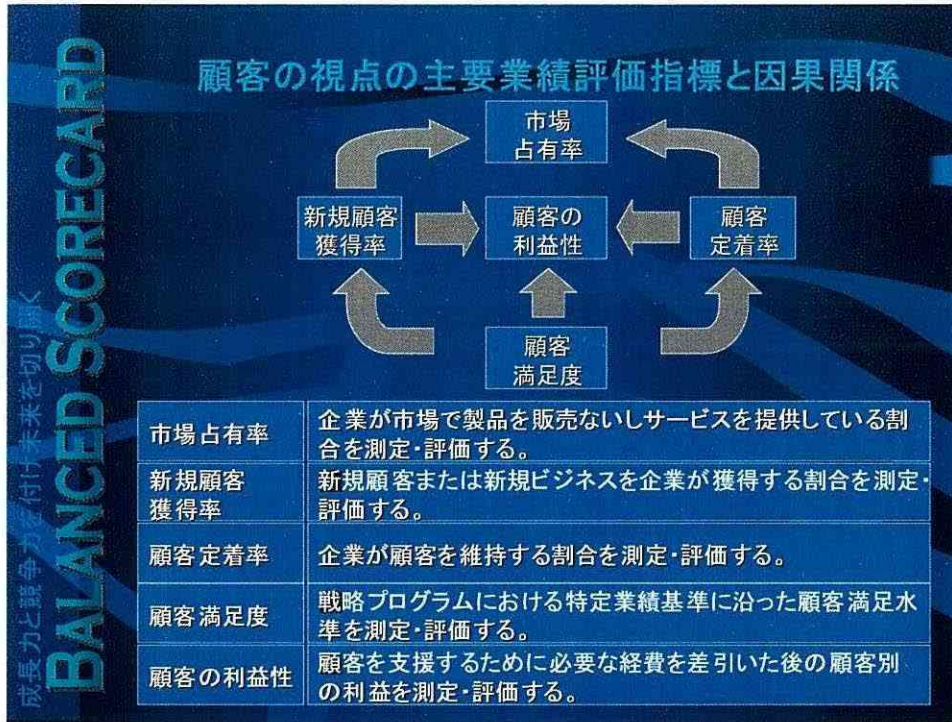 顧客の視点の主要業績評価指標と因果関係
市場
占有率
新規顧客
獲得率
顧客の
利益性
顧客
定着率
顧客
満足度
市場占有率
企業が市場で製品を販売ないしサービスを提供している割
合を測定・評価する。
新規顧客
獲得率
新規顧客または新規ビジネスを企業が獲得する割合を測定・
評価する。
顧客定着率
企業が顧客を維持する割合を測定・評価する。
顧客満足度
戦略プログラムにおける特定業績基準に沿った顧客満足水
準を測定・評価する。
顧客の利益性
顧客を支援するために必要な経費を差引いた後の顧客別
の利益を測定・評価する。
成長力と競争力を付け未来を切り開く
BALANCED SCORECARD